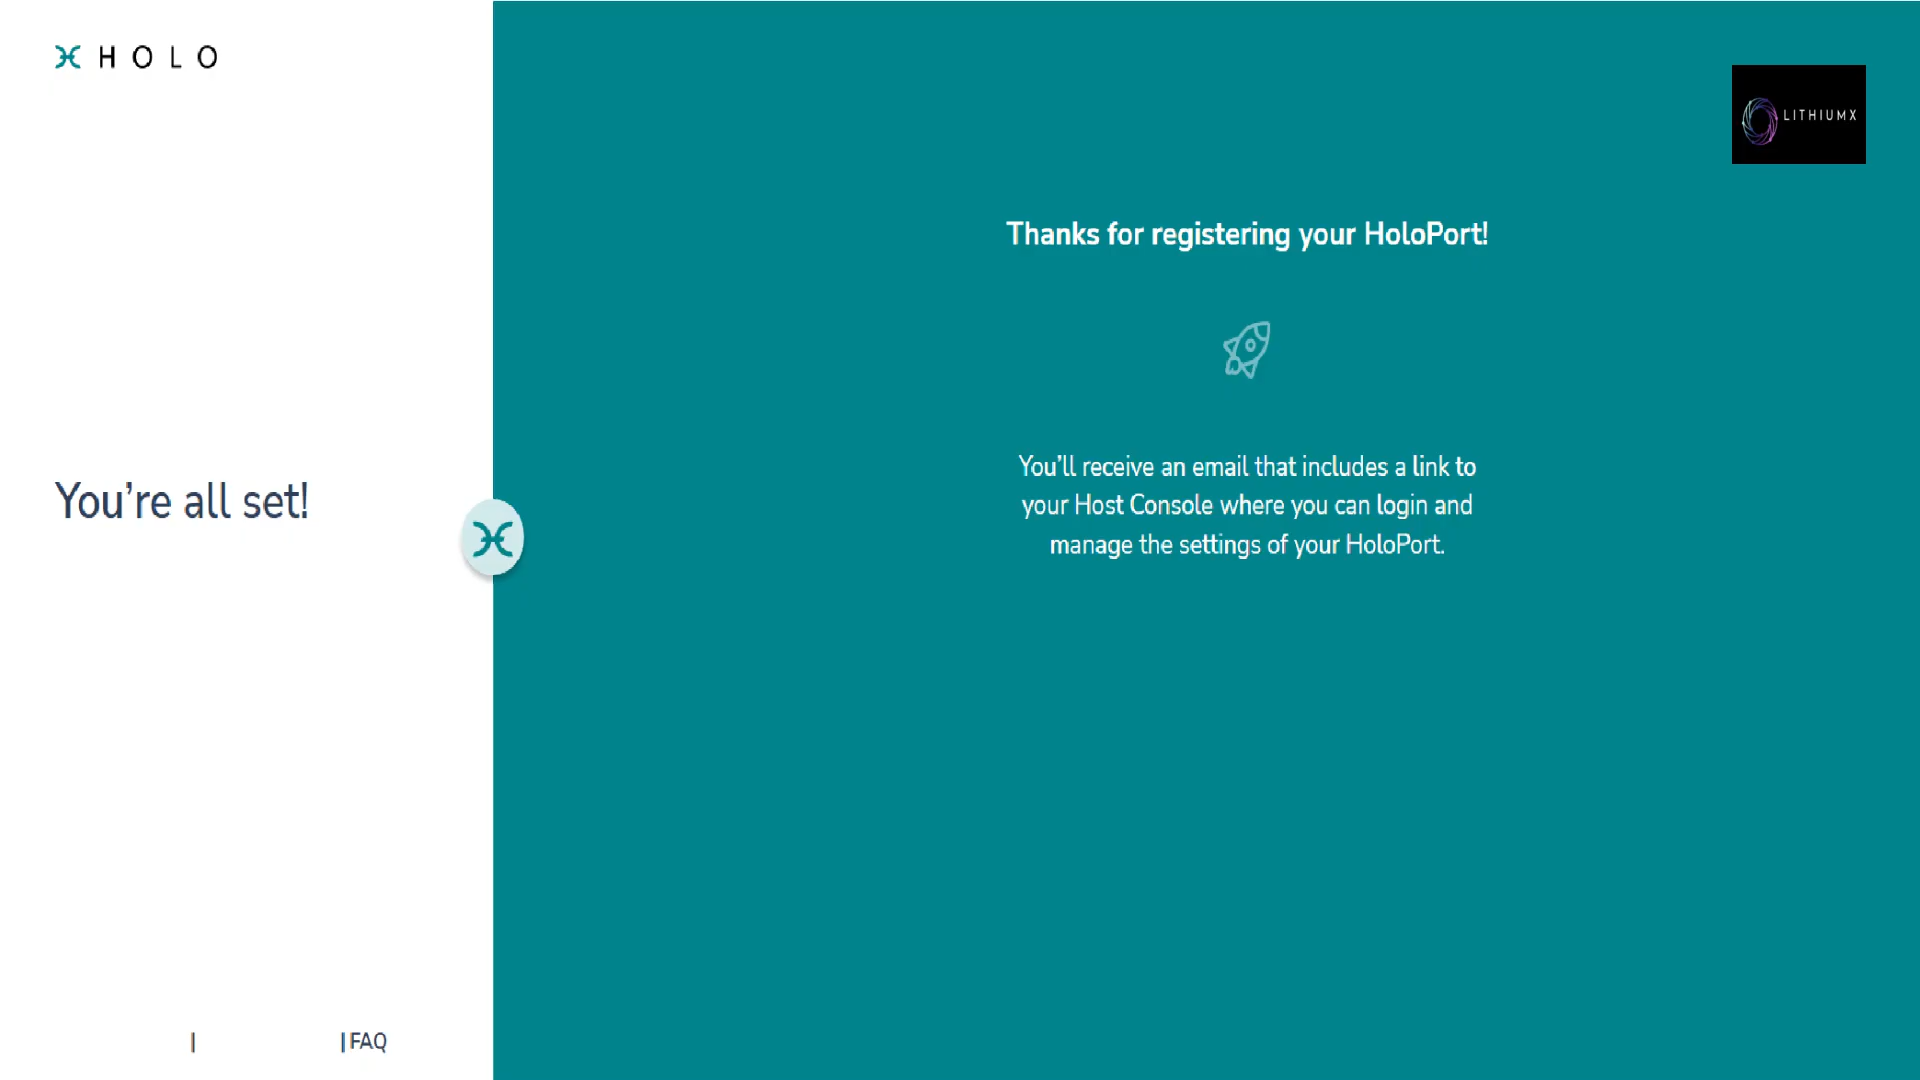 HOLO
LITHIUMX
Thanks for registering your HoloPort!
You'll receive an email that includes a link to
your Host Console where you can login and
manage the settings of your HoloPort.
You're all set!
| | FAQ